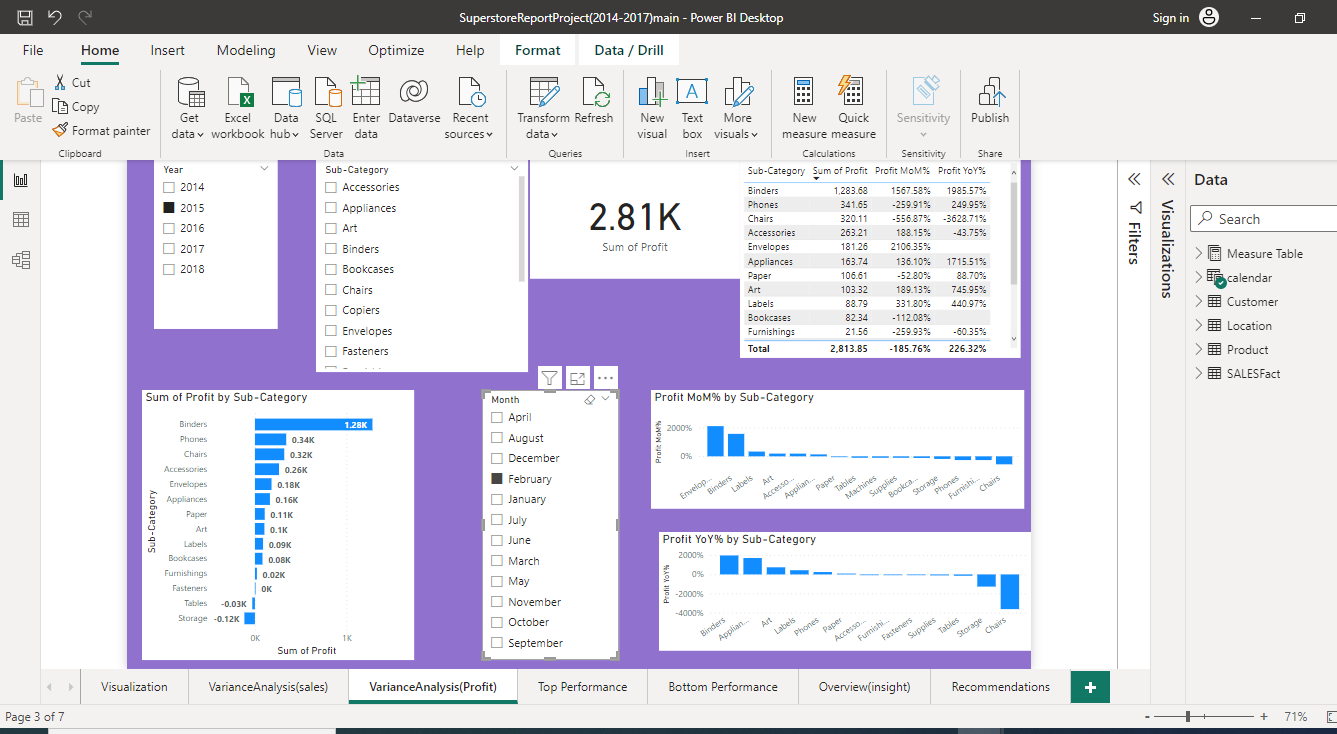 SuperstoreReportProject(2014-2017)main - Power BI Desktop
Sign in
File Home Insert Modeling View Optimize Help Format Data / Drill
Paste
Cut
Copy
Format painter
Clipboard
Get data
Excel workbook
Data hub
SQL Server
Enter data
Dataverse
Recent sources
Data
Transform data
Refresh
Queries
New visual
Text box
More visuals
Insert
New measure
Quick measure
Calculations
Sensitivity
Sensitivity
Publish
Share
Year
2014
2015
2016
2017
2018
Sub-Category
Accessories
Appliances
Art
Binders
Bookcases
Chairs
Copiers
Envelopes
Fasteners
2.81K
Sum of Profit
Sub-Category Sum of Profit Profit MoM% Profit YoY%
Binders 1,283.68 1567.58% 1985.57%
Phones 341.65 -259.91% 249.95%
Chairs 320.11 -556.87% -3628.71%
Accessories 263.21 188.15% -43.75%
Envelopes 181.26 2106.35%
Appliances 163.74 136.10% 1715.51%
Paper 106.61 -52.80% 88.70%
Art 103.32 189.13% 745.95%
Labels 88.79 331.80% 440.97%
Bookcases 82.34 -112.08%
Furnishings 21.56 -259.93% -60.35%
Total 2,813.85 -185.76% 226.32%
Sum of Profit by Sub-Category
Sub-Category
Binders 1.28K
Phones 0.34K
Chairs 0.32K
Accessories 0.26K
Envelopes 0.18K
Appliances 0.16K
Paper 0.11K
Art 0.1K
Labels 0.09K
Bookcases 0.08K
Furnishings 0.02K
Fasteners 0K
Tables -0.03K
Storage -0.12K
0K 1K
Sum of Profit
Month
April
August
December
February
January
July
June
March
May
November
October
September
Profit MoM% by Sub-Category
Profit MoM%
2000%
0%
Envelop... Binders Labels Art Accesso... Applian... Paper Tables Machines Supplies Bookca... Storage Phones Furnishi... Chairs
Profit YoY% by Sub-Category
Profit YoY%
2000%
0%
-2000%
-4000%
Binders Applian... Art Labels Phones Paper Accesso... Furnishi... Fasteners Supplies Tables Storage Chairs
Filters
Visualizations
Data
Search
Measure Table
calendar
Customer
Location
Product
SALESFact
Visualization VarianceAnalysis(sales) VarianceAnalysis(Profit) Top Performance Bottom Performance Overview(insight) Recommendations +
Page 3 of 7
- + 71%